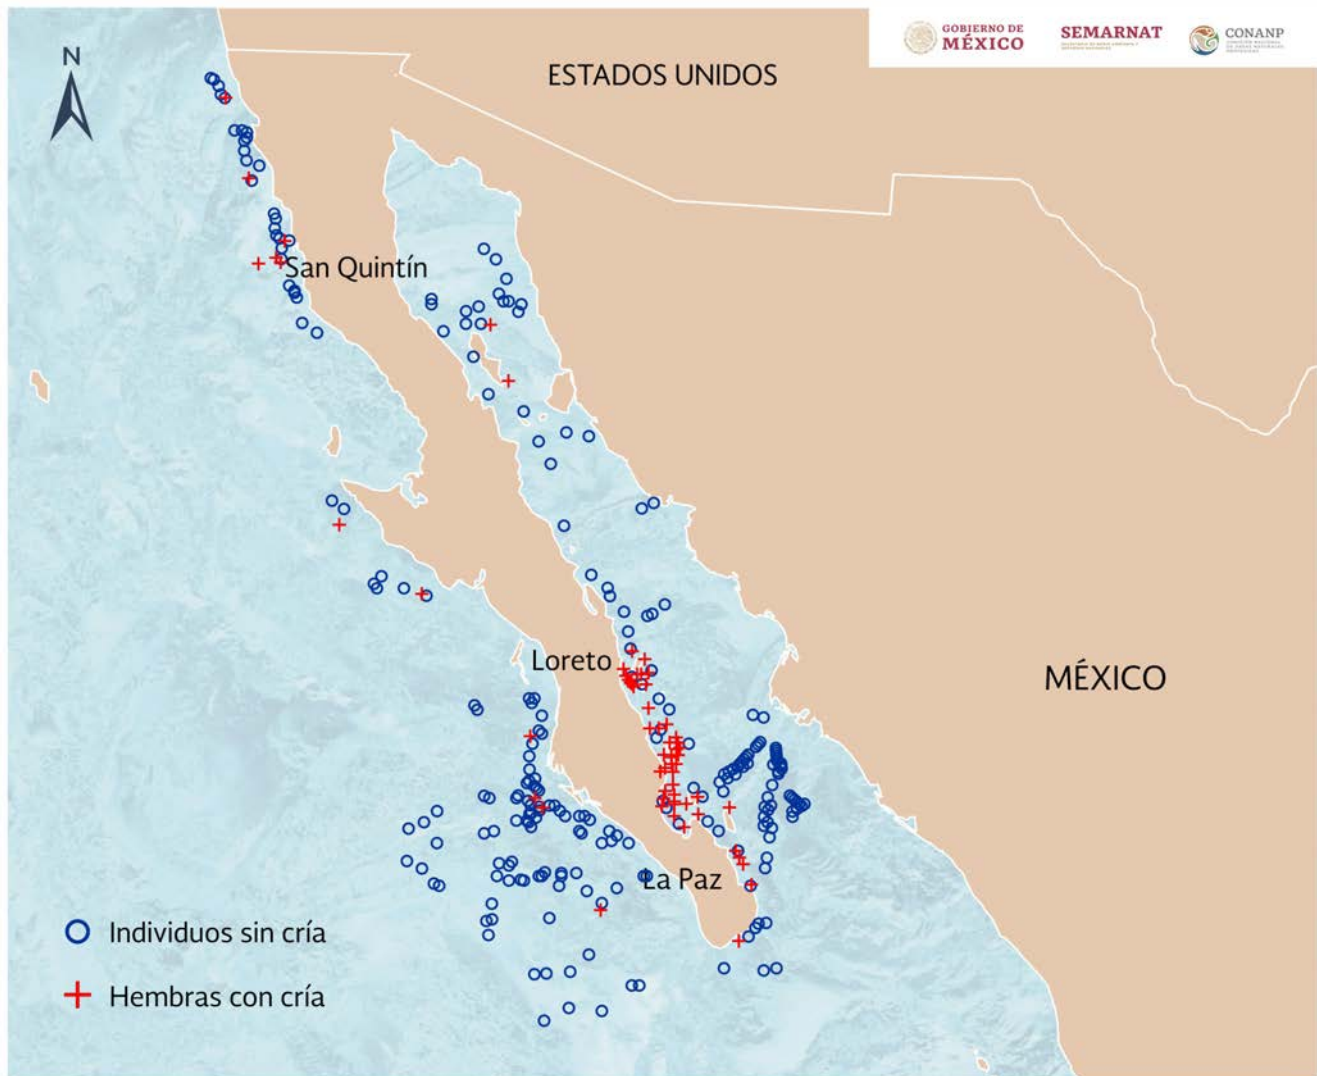 GOBIERNO DE
MÉXICO
SEMARNAT
CONANP
N
ESTADOS UNIDOS
San Quintín
Loreto
MÉXICO
La Paz
Individuos sin cría
Hembras con cría